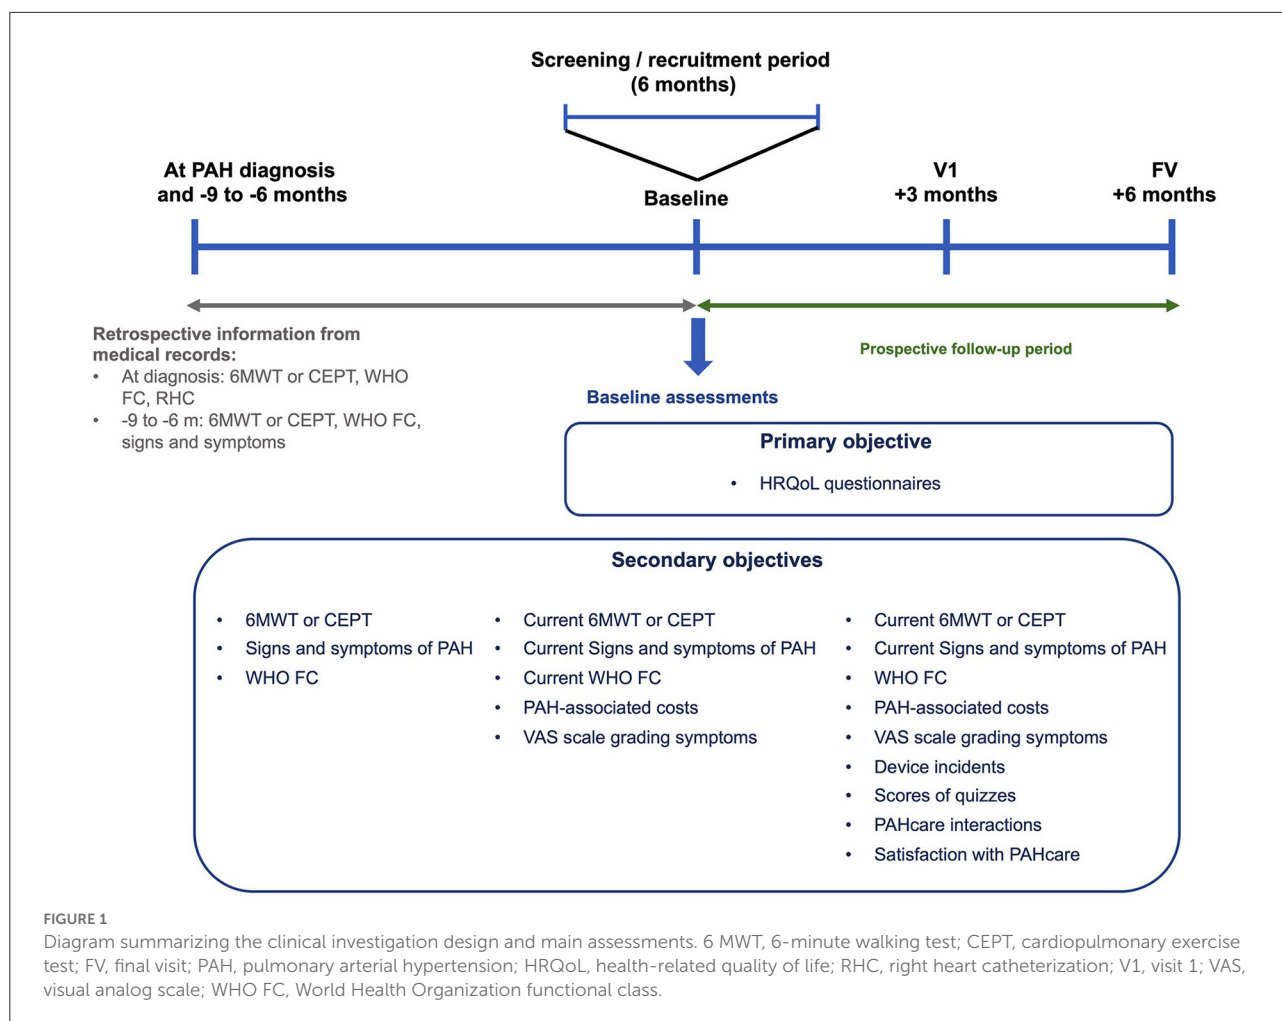 Screening / recruitment period
(6 months)
At PAH diagnosis
and -9 to -6 months
Baseline
V1
+3 months
FV
+6 months
Retrospective information from
medical records:
• At diagnosis: 6MWT or CEPT, WHO
FC, RHC
• -9 to -6 m: 6MWT or CEPT, WHO FC,
signs and symptoms
Prospective follow-up period
Baseline assessments
Primary objective
• HRQoL questionnaires
Secondary objectives
• 6MWT or CEPT
• Signs and symptoms of PAH
• WHO FC
• Current 6MWT or CEPT
• Current Signs and symptoms of PAH
• Current WHO FC
• PAH-associated costs
• VAS scale grading symptoms
• Current 6MWT or CEPT
• Current Signs and symptoms of PAH
• WHO FC
• PAH-associated costs
• VAS scale grading symptoms
• Device incidents
• Scores of quizzes
• PAHcare interactions
• Satisfaction with PAHcare
FIGURE 1
Diagram summarizing the clinical investigation design and main assessments. 6 MWT, 6-minute walking test; CEPT, cardiopulmonary exercise
test; FV, final visit; PAH, pulmonary arterial hypertension; HRQoL, health-related quality of life; RHC, right heart catheterization; V1, visit 1; VAS,
visual analog scale; WHO FC, World Health Organization functional class.